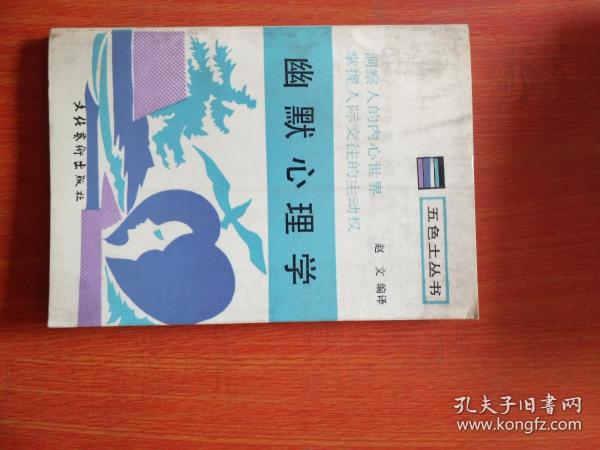 五色土丛书
洞察人的内心世界
掌握人际交往的主动权
赵文 编译
幽默心理学
文化艺术出版社
孔夫子旧书网
www.kongfz.com